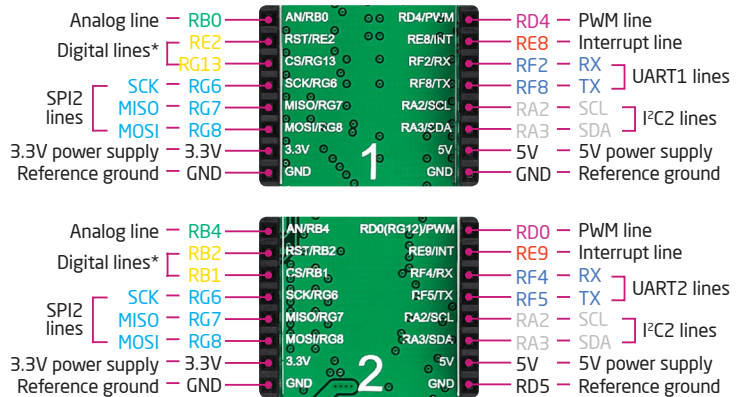 Analog line – RB0 AN/RB0 RD4/PWM RD4 – PWM line
Digital lines* RE2 RST/RE2 RE8/INT RE8 – Interrupt line
RG13 CS/RG13 RF2/RX RF2 – RX UART1 lines
SPI2 lines SCK – RG6 SCK/RG6 RF8/TX RF8 – TX
MISO – RG7 MISO/RG7 RA2/SCL RA2 – SCL I²C2 lines
MOSI – RG8 MOSI/RG8 RA3/SDA RA3 – SDA
3.3V power supply – 3.3V 3.3V 1 5V 5V – 5V power supply
Reference ground – GND GND GND GND – Reference ground
Analog line – RB4 AN/RB4 RD0(RG12)/PWM RD0 – PWM line
Digital lines* RB2 RST/RB2 RE9/INT RE9 – Interrupt line
RB1 CS/RB1 RF4/RX RF4 – RX UART2 lines
SPI2 lines SCK – RG6 SCK/RG6 RF5/TX RF5 – TX
MISO – RG7 MISO/RG7 RA2/SCL RA2 – SCL I²C2 lines
MOSI – RG8 MOSI/RG8 RA3/SDA RA3 – SDA
3.3V power supply – 3.3V 3.3V 2 5V 5V – 5V power supply
Reference ground – GND GND GND RD5 – Reference ground